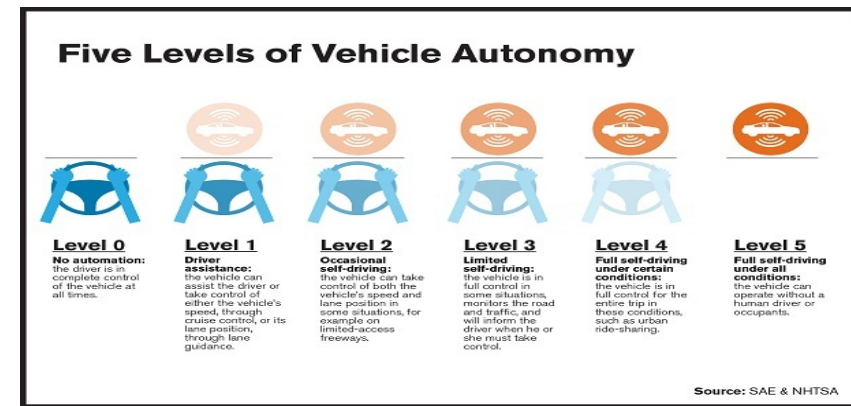 Five Levels of Vehicle Autonomy
Level 0
No automation:
the driver is in
complete control
of the vehicle at
all times.
Level 1
Driver
assistance:
the vehicle can
assist the driver or
take control of
either the vehicle's
speed, through
cruise control, or its
lane position,
through lane
guidance.
Level 2
Occasional
self-driving:
the vehicle can take
control of both the
vehicle's speed and
lane position in
some situations, for
example on
limited-access
freeways.
Level 3
Limited
self-driving:
the vehicle is in
full control in
some situations,
monitors the road
and traffic, and
will inform the
driver when he or
she must take
control.
Level 4
Full self-driving
under certain
conditions:
the vehicle is in
full control for the
entire trip in
these conditions,
such as urban
ride-sharing.
Level 5
Full self-driving
under all
conditions:
the vehicle can
operate without a
human driver or
occupants.
Source: SAE & NHTSA